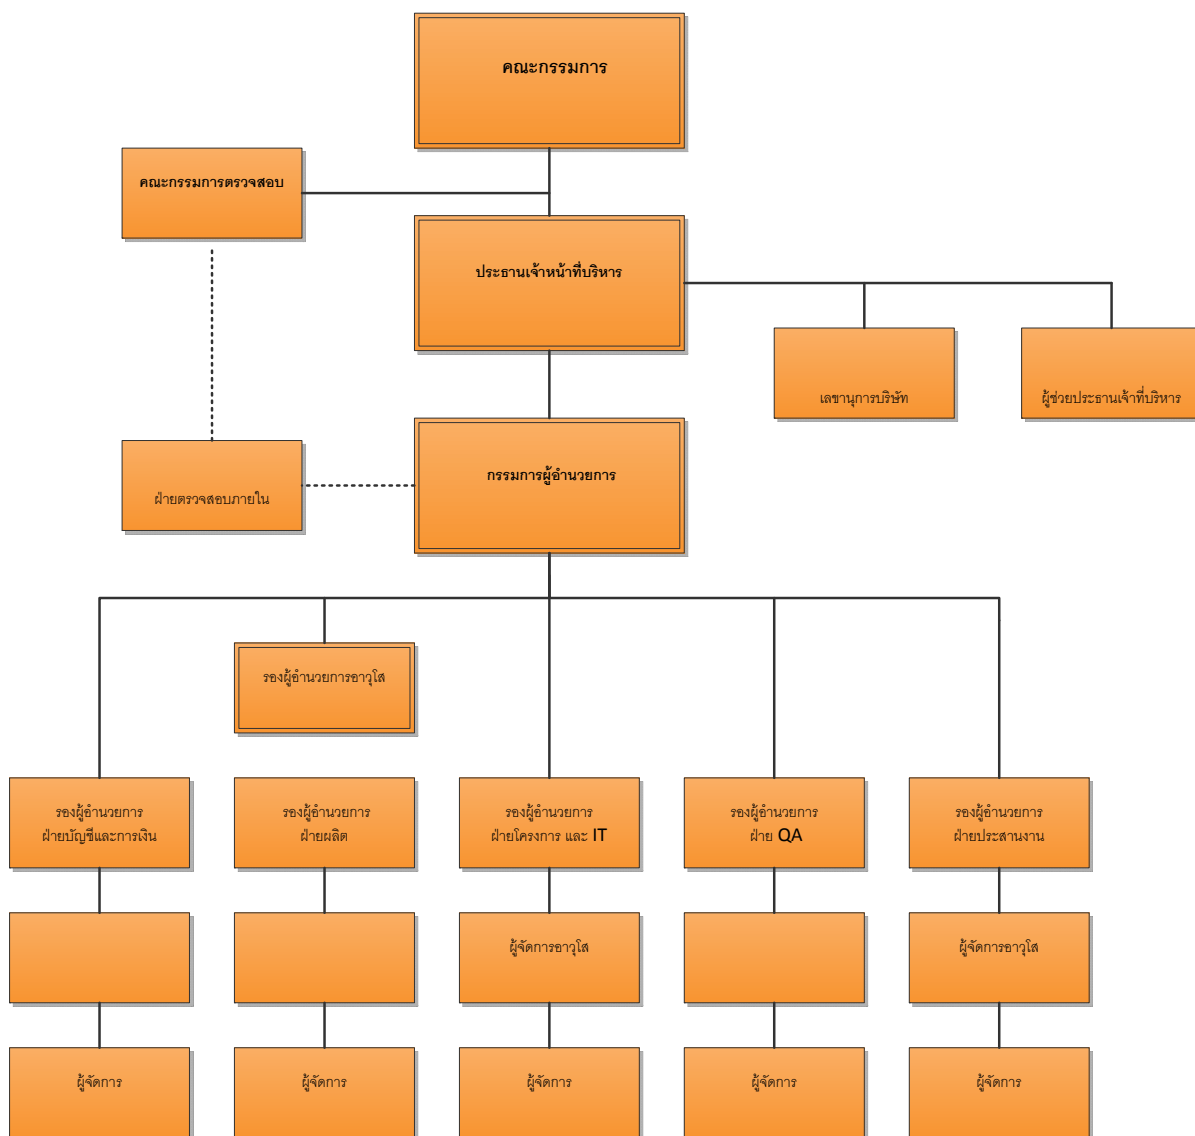 คณะกรรมการ
คณะกรรมการตรวจสอบ
ประธานเจ้าหน้าที่บริหาร
เลขานุการบริษัท
ผู้ช่วยประธานเจ้าที่บริหาร
กรรมการผู้อำนวยการ
ฝ่ายตรวจสอบภายใน
รองผู้อำนวยการอาวุโส
รองผู้อำนวยการ
ฝ่ายบัญชีและการเงิน
รองผู้อำนวยการ
ฝ่ายผลิต
รองผู้อำนวยการ
ฝ่ายโครงการ และ IT
รองผู้อำนวยการ
ฝ่าย QA
รองผู้อำนวยการ
ฝ่ายประสานงาน
ผู้จัดการอาวุโส
ผู้จัดการอาวุโส
ผู้จัดการ
ผู้จัดการ
ผู้จัดการ
ผู้จัดการ
ผู้จัดการ